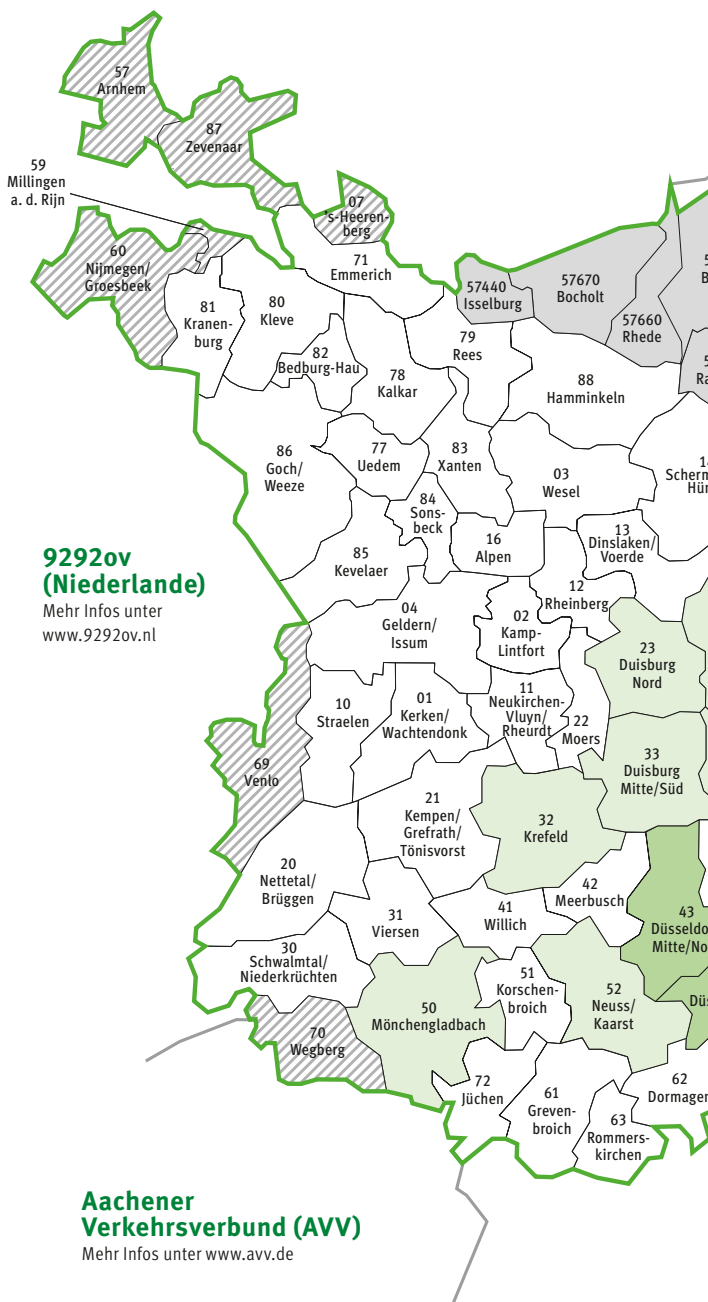 57
Arnhem
87
Zevenaar
59
Millingen
a. d. Rijn
07
's-Heeren-
berg
60
Nijmegen/
Groesbeek
71
Emmerich
57440
Isselburg
57670
Bocholt
57660
Rhede
81
Kranen-
burg
80
Kleve
82
Bedburg-Hau
79
Rees
78
Kalkar
88
Hamminkeln
86
Goch/
Weeze
77
Uedem
83
Xanten
03
Wesel
84
Sons-
beck
16
Alpen
13
Dinslaken/
Voerde
85
Kevelaer
12
Rheinberg
9292ov
(Niederlande)
Mehr Infos unter
www.9292ov.nl
04
Geldern/
Issum
02
Kamp-
Lintfort
23
Duisburg
Nord
10
Straelen
01
Kerken/
Wachtendonk
11
Neukirchen-
Vluyn/
Rheurdt
22
Moers
33
Duisburg
Mitte/Süd
69
Venlo
21
Kempen/
Grefrath/
Tönisvorst
32
Krefeld
20
Nettetal/
Brüggen
42
Meerbusch
31
Viersen
41
Willich
43
Düsseldo
Mitte/No
30
Schwalmtal/
Niederkrüchten
51
Korschen-
broich
52
Neuss/
Kaarst
Düs
50
Mönchengladbach
70
Wegberg
72
Jüchen
61
Greven-
broich
62
Dormagen
63
Rommers-
kirchen
Aachener
Verkehrsverbund (AVV)
Mehr Infos unter www.avv.de